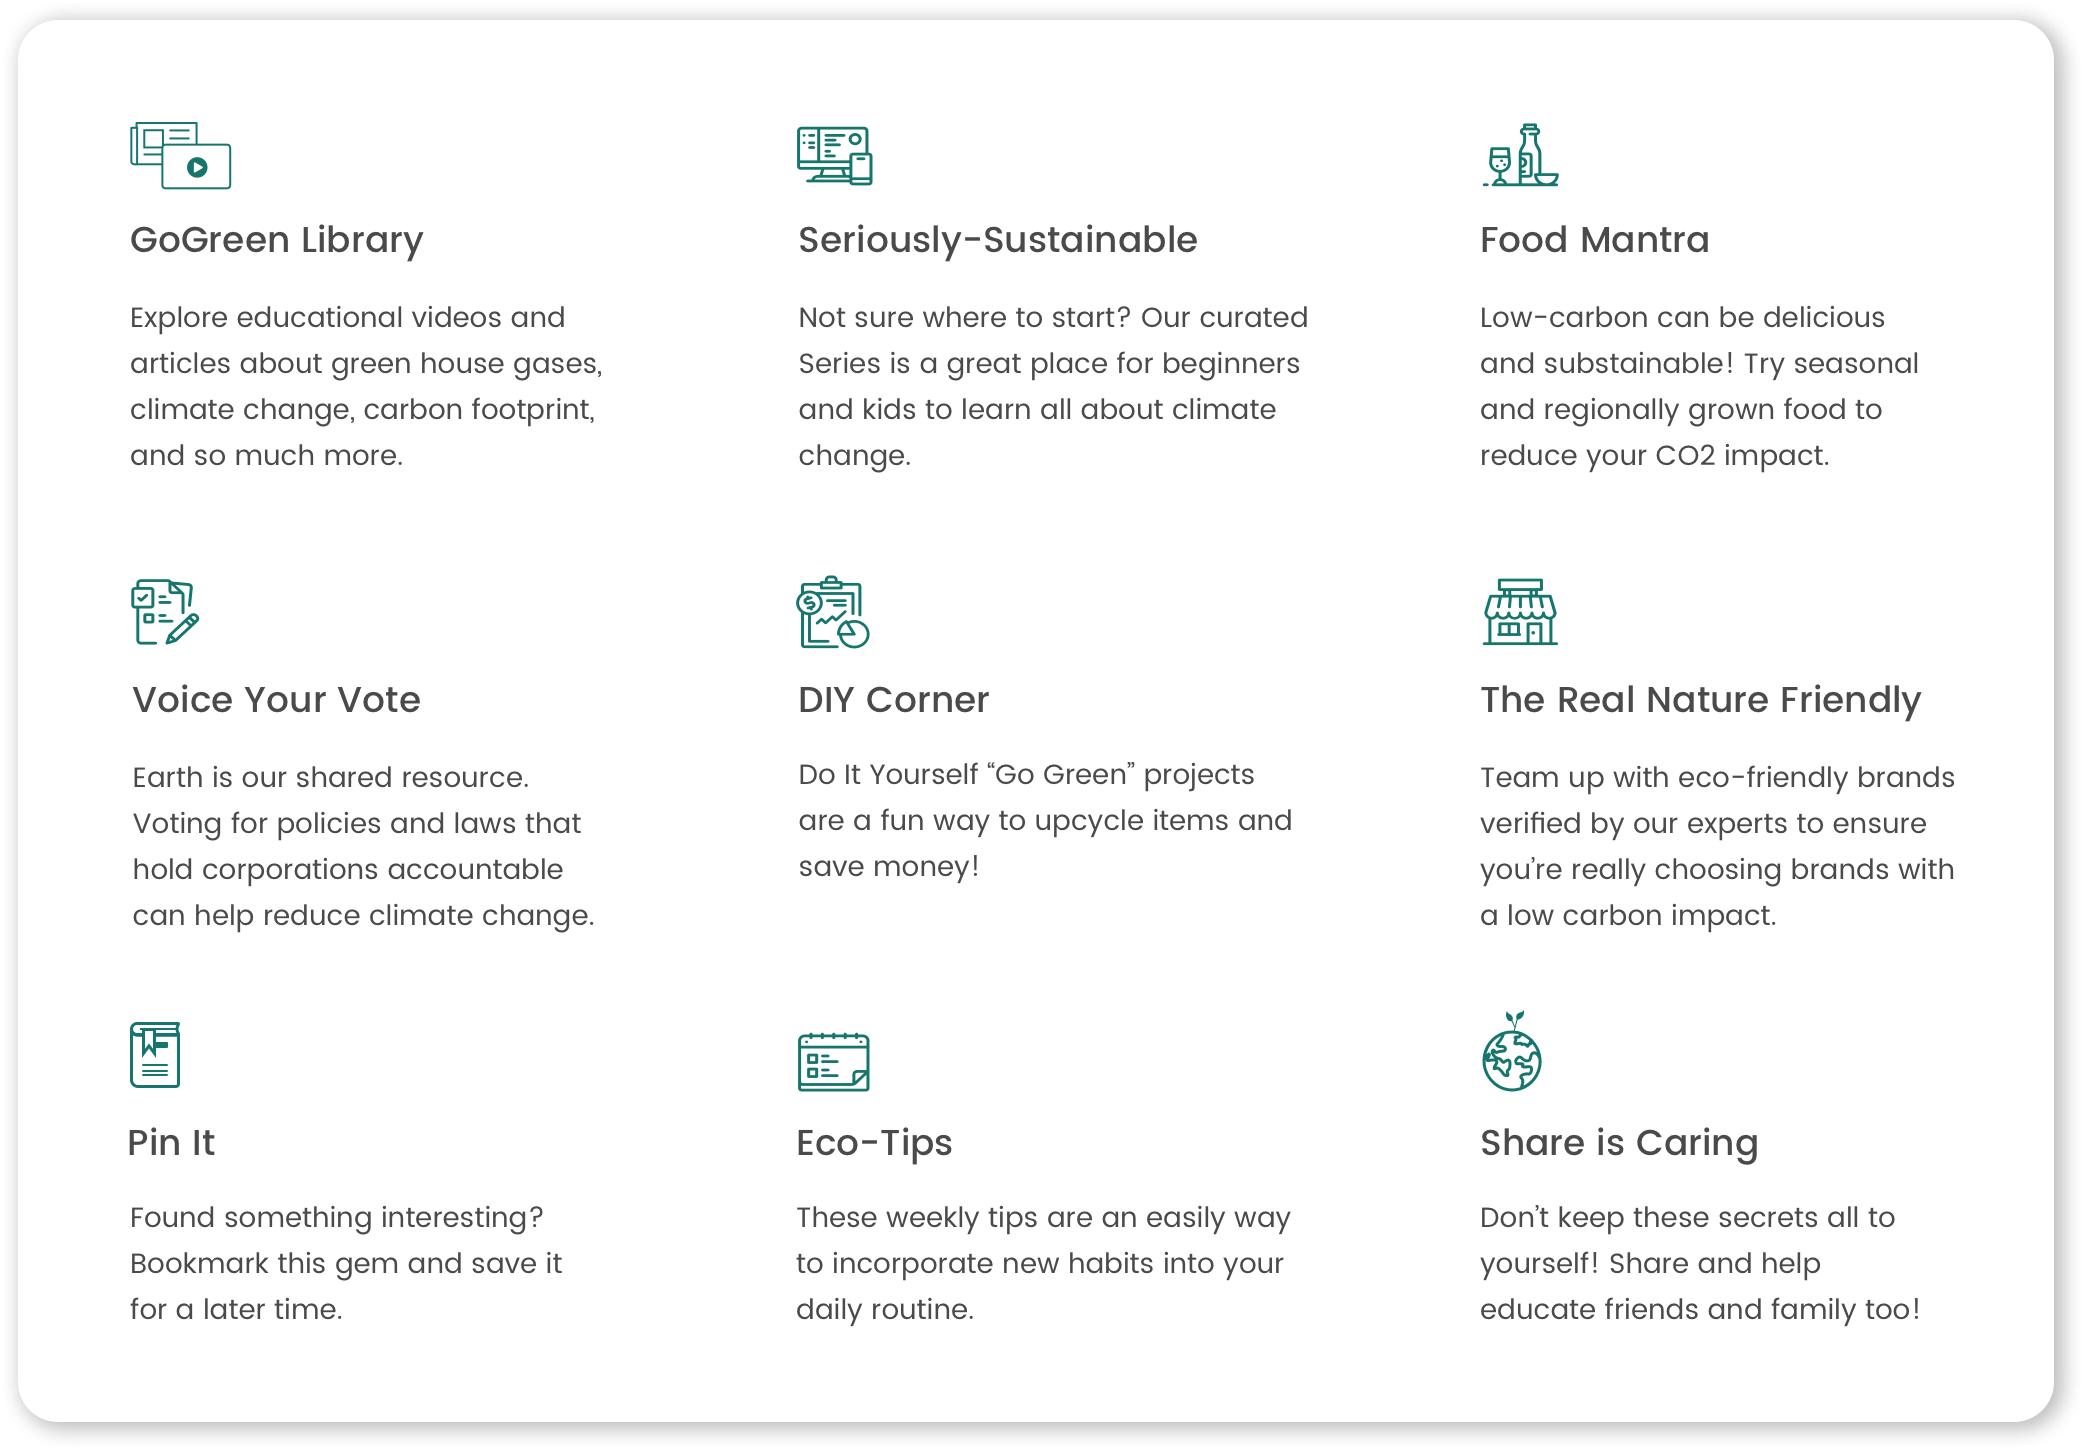 GoGreen Library
Explore educational videos and
articles about green house gases,
climate change, carbon footprint,
and so much more.
Seriously-Sustainable
Not sure where to start? Our curated
Series is a great place for beginners
and kids to learn all about climate
change.
Food Mantra
Low-carbon can be delicious
and substainable! Try seasonal
and regionally grown food to
reduce your CO2 impact.
Voice Your Vote
Earth is our shared resource.
Voting for policies and laws that
hold corporations accountable
can help reduce climate change.
DIY Corner
Do It Yourself “Go Green” projects
are a fun way to upcycle items and
save money!
The Real Nature Friendly
Team up with eco-friendly brands
verified by our experts to ensure
you’re really choosing brands with
a low carbon impact.
Pin It
Found something interesting?
Bookmark this gem and save it
for a later time.
Eco-Tips
These weekly tips are an easily way
to incorporate new habits into your
daily routine.
Share is Caring
Don’t keep these secrets all to
yourself! Share and help
educate friends and family too!